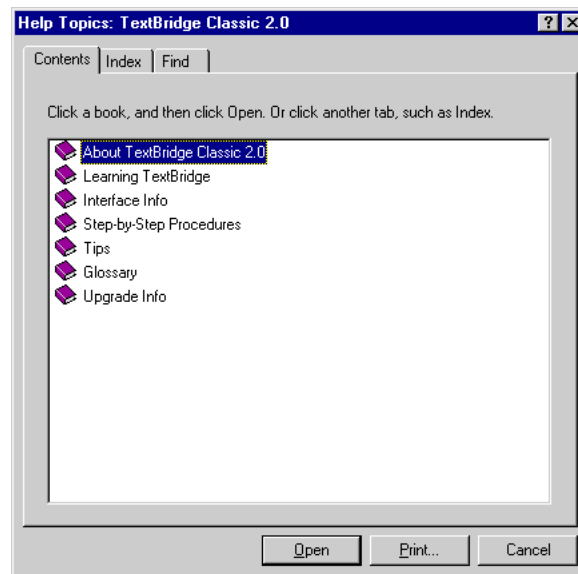 Help Topics: TextBridge Classic 2.0
Contents Index Find
Click a book, and then click Open. Or click another tab, such as Index.
About TextBridge Classic 2.0
Learning TextBridge
Interface Info
Step-by-Step Procedures
Tips
Glossary
Upgrade Info
Open Print... Cancel